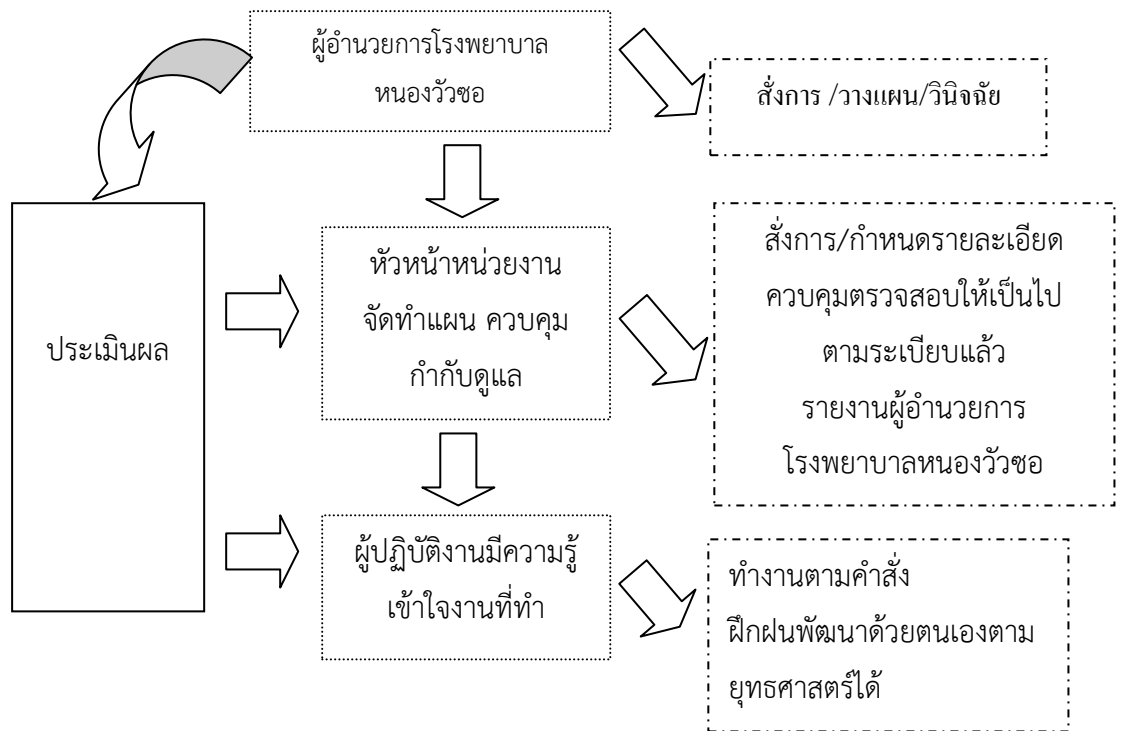 ผู้อำนวยการโรงพยาบาล
หนองวัวซอ
สั่งการ /วางแผน/วินิจฉัย
ประเมินผล
หัวหน้าหน่วยงาน
จัดทำแผน ควบคุม
กำกับดูแล
สั่งการ/กำหนดรายละเอียด
ควบคุมตรวจสอบให้เป็นไป
ตามระเบียบแล้ว
รายงานผู้อำนวยการ
โรงพยาบาลหนองวัวซอ
ผู้ปฏิบัติงานมีความรู้
เข้าใจงานที่ทำ
ทำงานตามคำสั่ง
ฝึกฝนพัฒนาด้วยตนเองตาม
ยุทธศาสตร์ได้